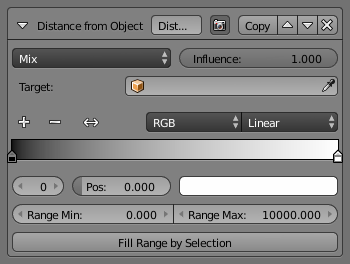 Distance from Object Dist... Copy
Mix Influence: 1.000
Target:
RGB Linear
0 Pos: 0.000
Range Min: 0.000 Range Max: 10000.000
Fill Range by Selection